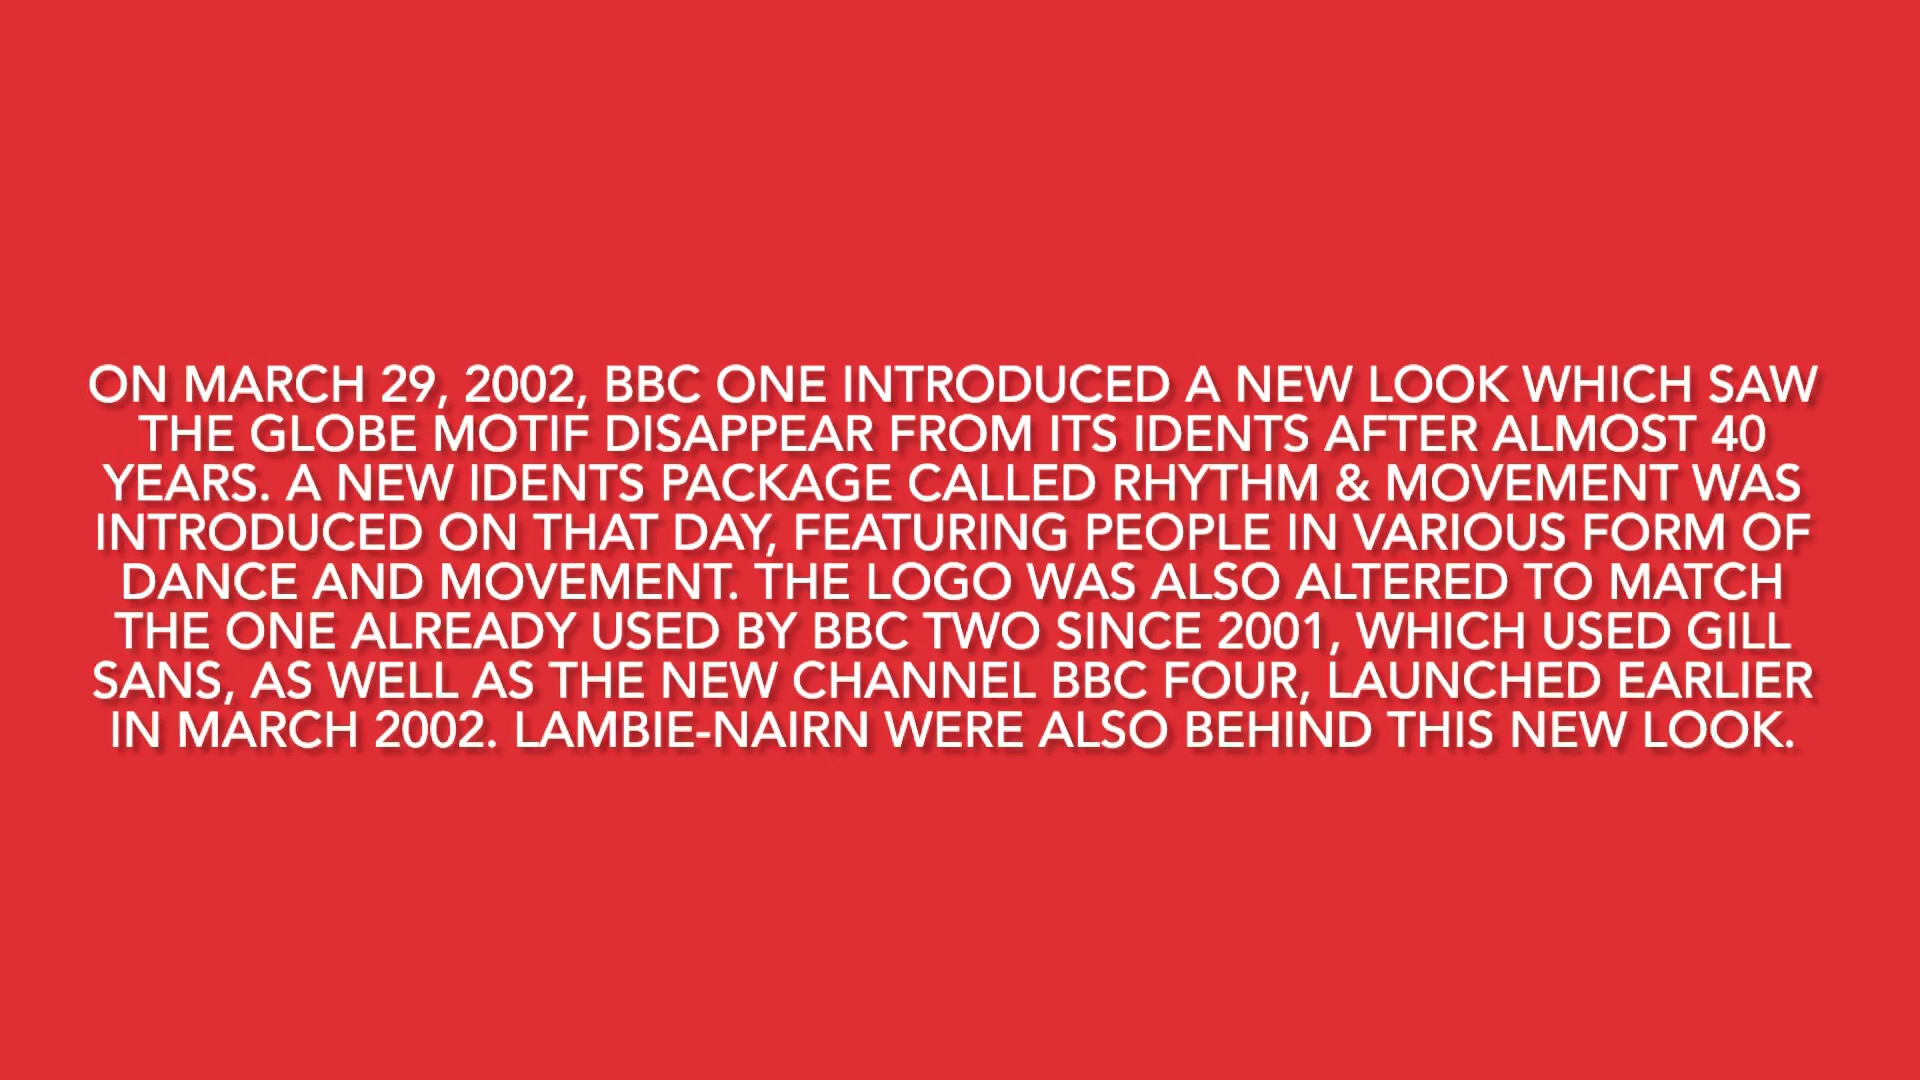 ON MARCH 29, 2002, BBC ONE INTRODUCED A NEW LOOK WHICH SAW
THE GLOBE MOTIF DISAPPEAR FROM ITS IDENTS AFTER ALMOST 40
YEARS. A NEW IDENTS PACKAGE CALLED RHYTHM & MOVEMENT WAS
INTRODUCED ON THAT DAY, FEATURING PEOPLE IN VARIOUS FORM OF
DANCE AND MOVEMENT. THE LOGO WAS ALSO ALTERED TO MATCH
THE ONE ALREADY USED BY BBC TWO SINCE 2001, WHICH USED GILL
SANS, AS WELL AS THE NEW CHANNEL BBC FOUR, LAUNCHED EARLIER
IN MARCH 2002. LAMBIE-NAIRN WERE ALSO BEHIND THIS NEW LOOK.